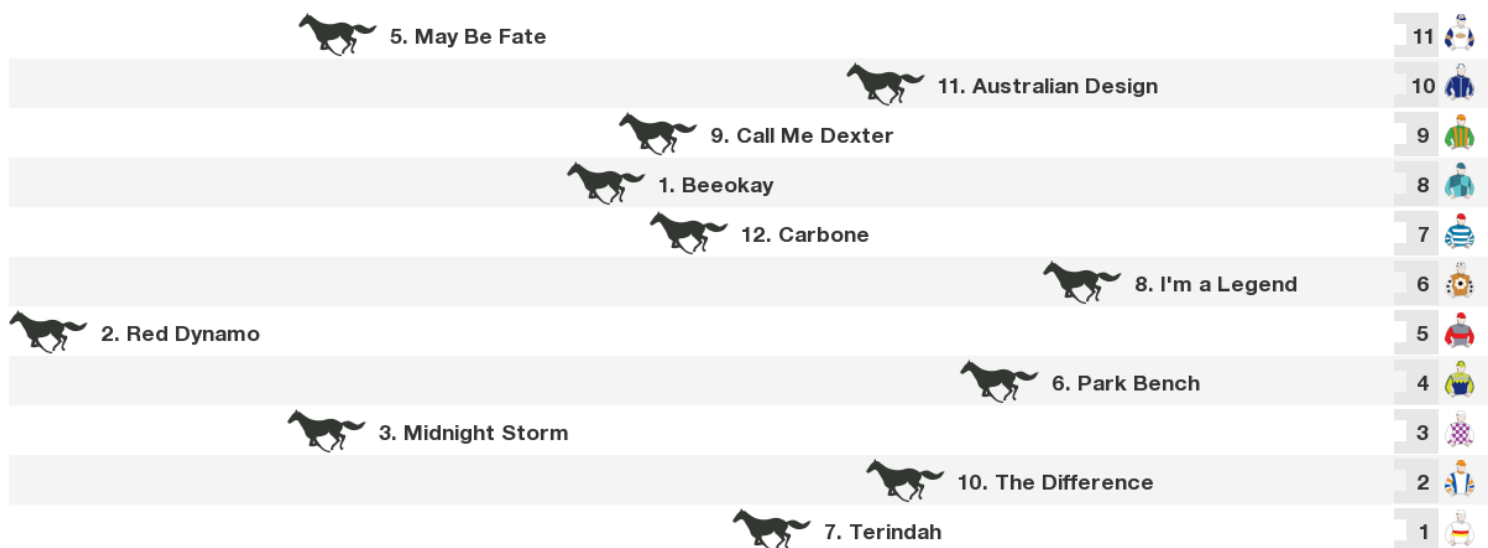 5. May Be Fate 11
11. Australian Design 10
9. Call Me Dexter 9
1. Beeokay 8
12. Carbone 7
8. I'm a Legend 6
2. Red Dynamo 5
6. Park Bench 4
3. Midnight Storm 3
10. The Difference 2
7. Terindah 1